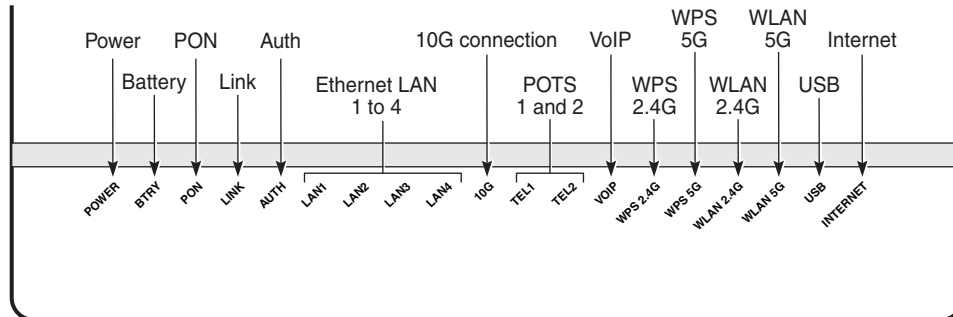 WPS WLAN
Power PON Auth 10G connection VoIP 5G 5G Internet
Battery Link Ethernet LAN POTS WPS WLAN USB
1 to 4 1 and 2 2.4G 2.4G
POWER BTRY PON LINK AUTH LAN1 LAN2 LAN3 LAN4 10G TEL1 TEL2 VOIP WPS 2.4G WPS 5G WLAN 2.4G WLAN 5G USB INTERNET